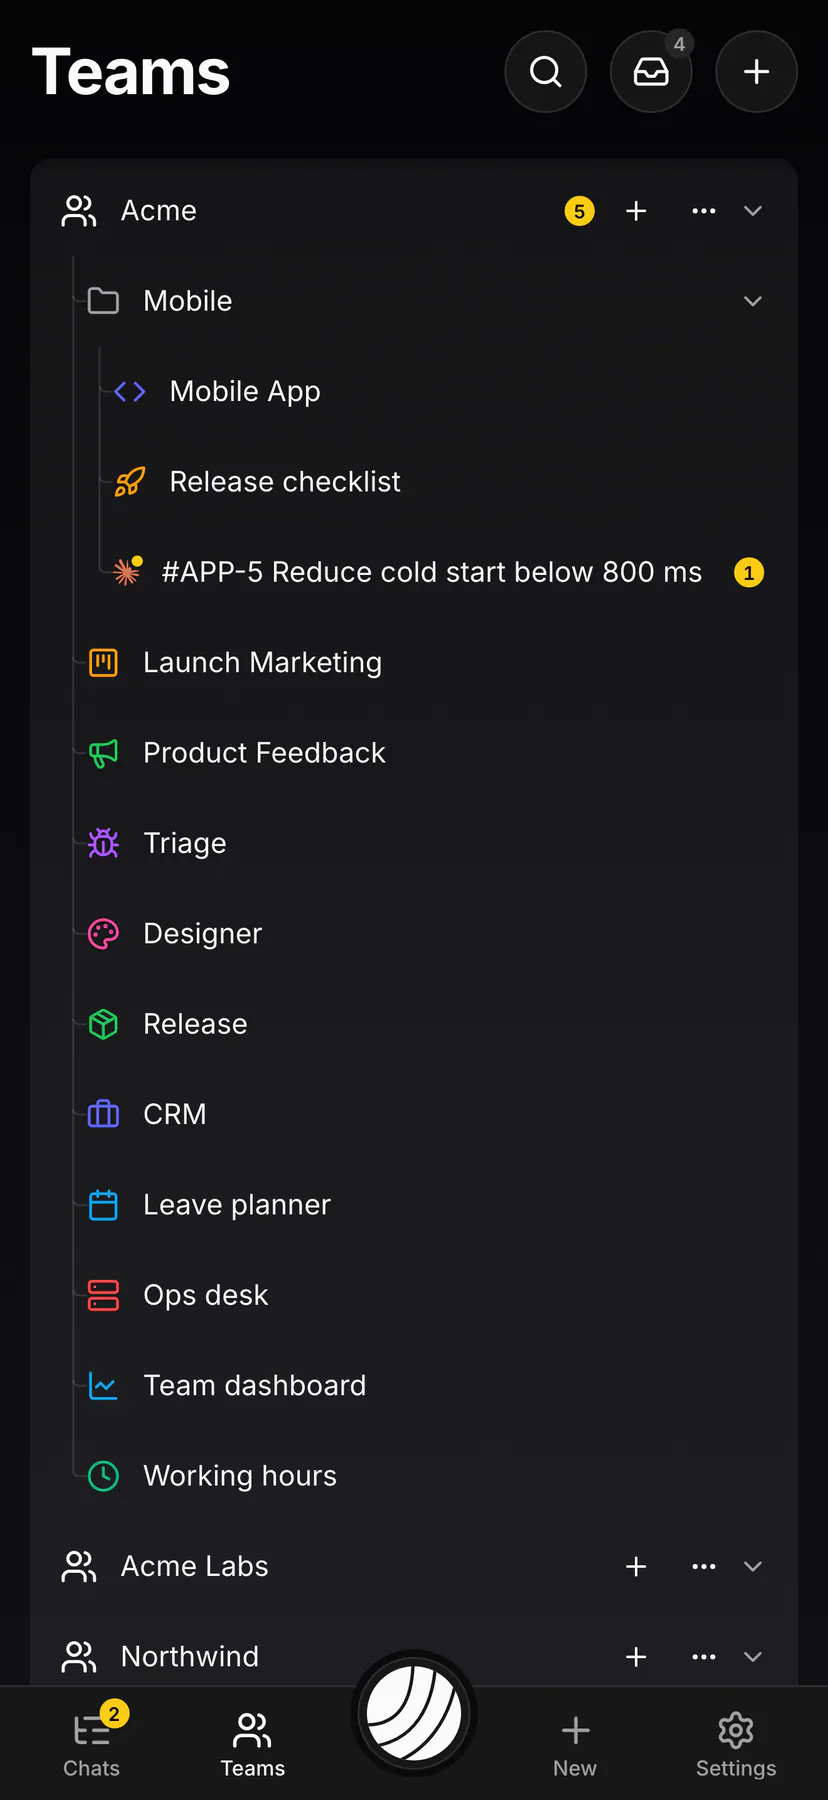 Teams
4
Acme
5
Mobile
Mobile App
Release checklist
#APP-5 Reduce cold start below 800 ms
1
Launch Marketing
Product Feedback
Triage
Designer
Release
CRM
Leave planner
Ops desk
Team dashboard
Working hours
Acme Labs
Northwind
2
Chats
Teams
New
Settings